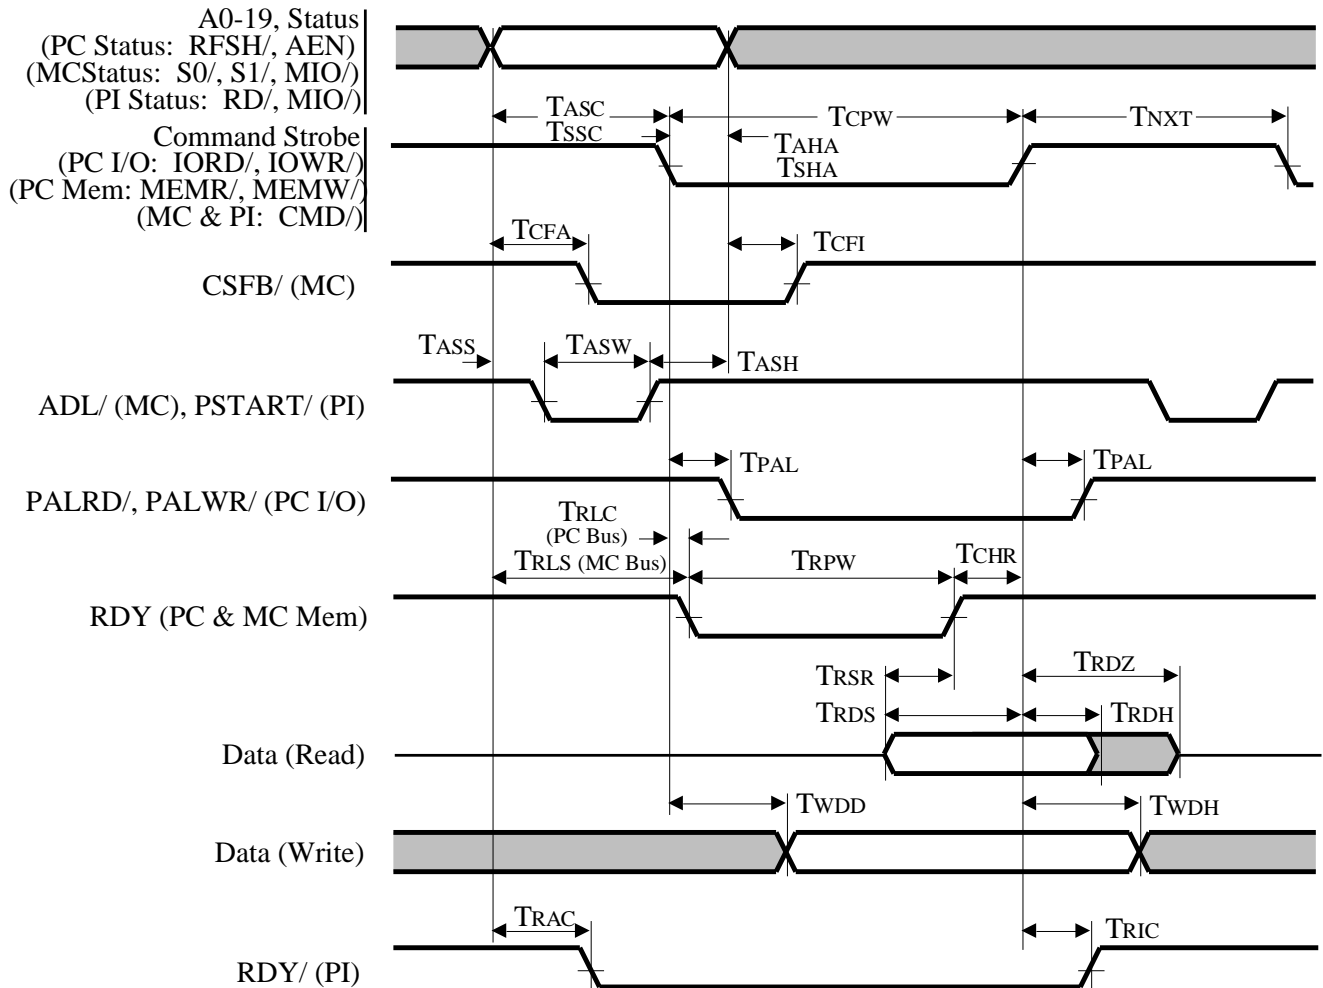 A0-19, Status
(PC Status: RFSH/, AEN)
(MCStatus: S0/, S1/, MIO/)
(PI Status: RD/, MIO/)
TASC
TCPW
TNXT
Command Strobe
TSSC
TAHA
(PC I/O: IORD/, IOWR/)
TSHA
(PC Mem: MEMR/, MEMW/)
(MC & PI: CMD/)
TCFA
TCFI
CSFB/ (MC)
TASS
TASW
TASH
ADL/ (MC), PSTART/ (PI)
TPAL
TPAL
PALRD/, PALWR/ (PC I/O)
TRLC
(PC Bus)
TRLS (MC Bus)
TRPW
TCHR
RDY (PC & MC Mem)
TRSR
TRDZ
TRDS
TRDH
Data (Read)
TWDD
TWDH
Data (Write)
TRAC
TRIC
RDY/ (PI)